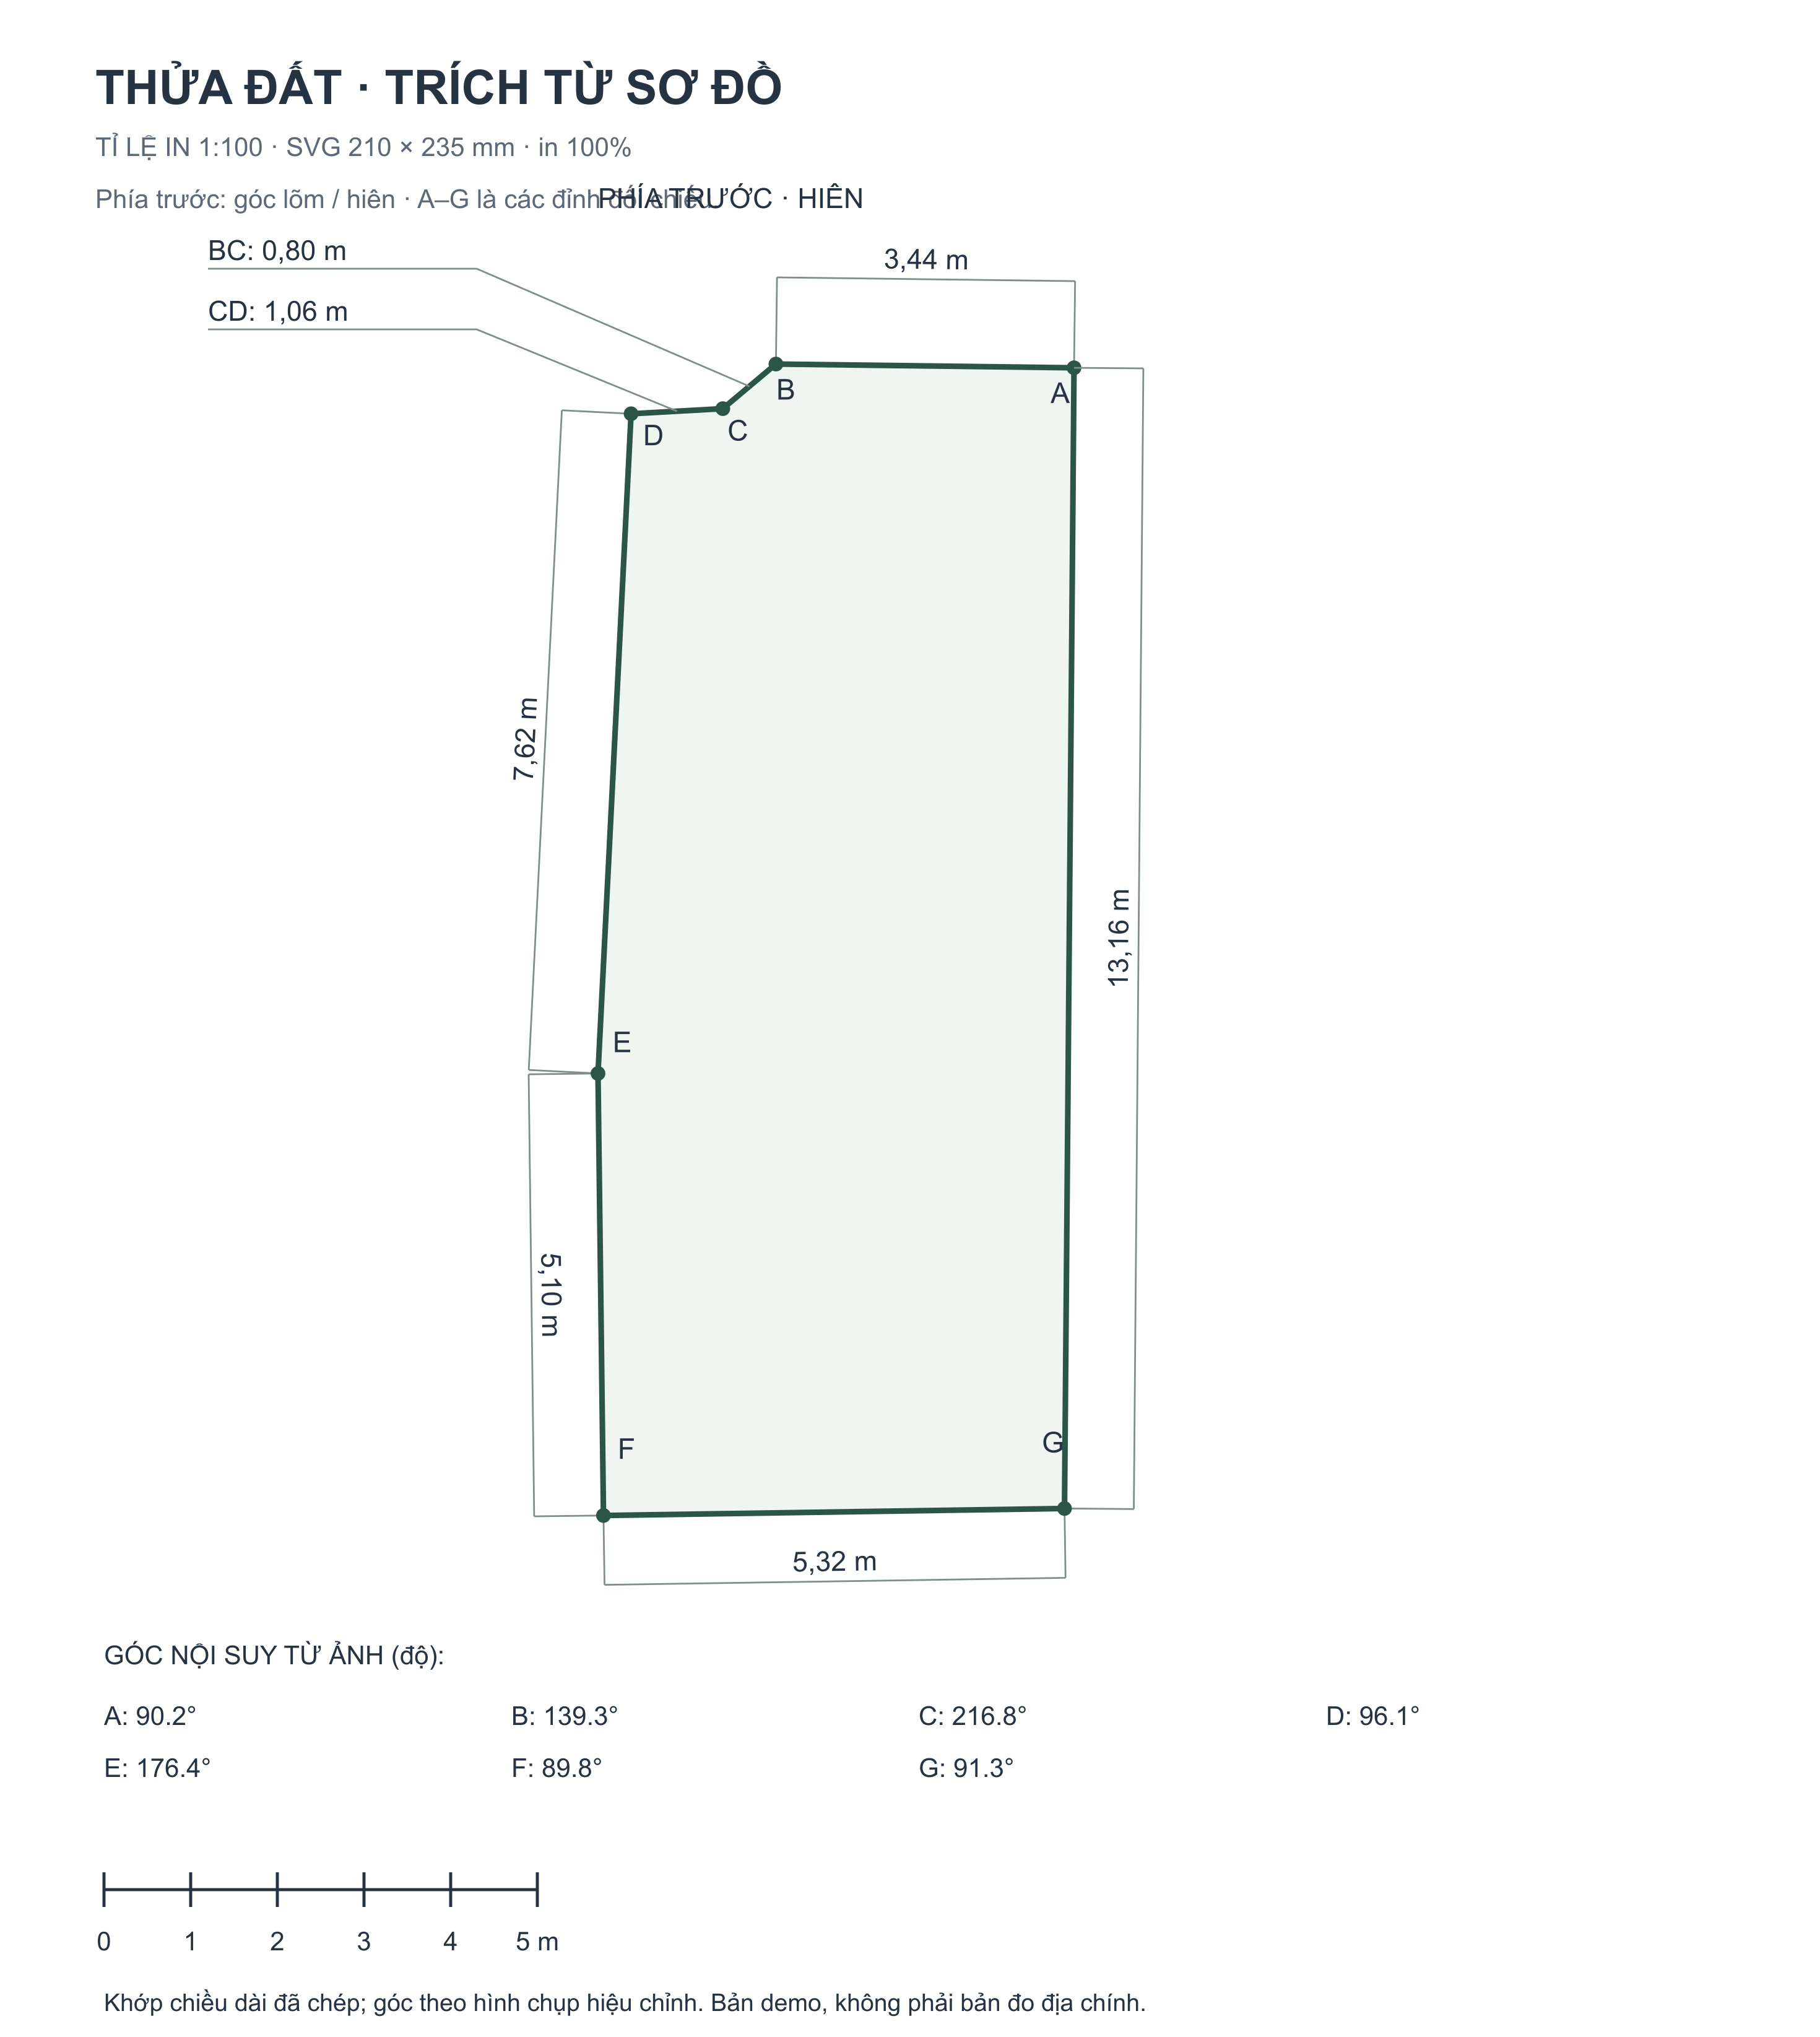 THỬA ĐẤT · TRÍCH TỪ SƠ ĐỒ
TỈ LỆ IN 1:100 · SVG 210 × 235 mm · in 100%
Phía trước: góc lõm / hiên · A–G là các đỉnh đối chiếu
PHÍA TRƯỚC · HIÊN
BC: 0,80 m
3,44 m
CD: 1,06 m
B
A
D
C
7,62 m
13,16 m
E
5,10 m
F
G
5,32 m
GÓC NỘI SUY TỪ ẢNH (độ):
A: 90.2° B: 139.3° C: 216.8° D: 96.1°
E: 176.4° F: 89.8° G: 91.3°
0 1 2 3 4 5 m
Khớp chiều dài đã chép; góc theo hình chụp hiệu chỉnh. Bản demo, không phải bản đo địa chính.